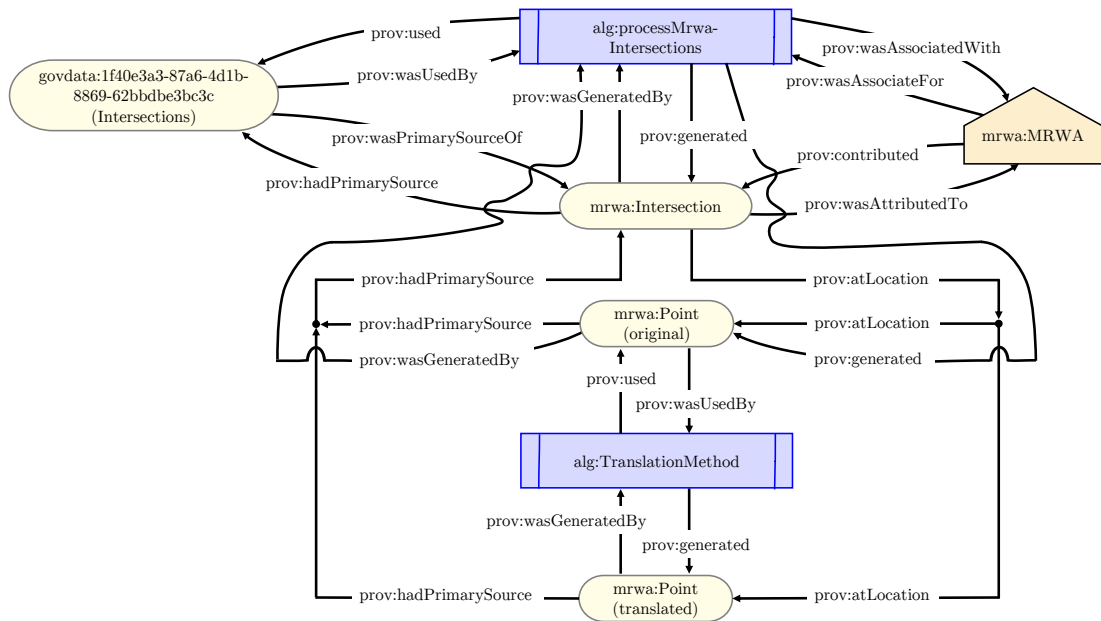 alg:processMrwa-
Intersections
prov:used
prov:wasAssociatedWith
govdata:1f40e3a3-87a6-4d1b-
8869-62bbdbe3bc3c
(Intersections)
prov:wasUsedBy
prov:wasAssociateFor
prov:wasGeneratedBy
prov:wasPrimarySourceOf
prov:generated
mrwa:MRWA
prov:contributed
prov:hadPrimarySource
mrwa:Intersection
prov:wasAttributedTo
prov:hadPrimarySource
prov:atLocation
mrwa:Point
(original)
prov:hadPrimarySource
prov:atLocation
prov:wasGeneratedBy
prov:generated
prov:used
prov:wasUsedBy
alg:TranslationMethod
prov:wasGeneratedBy
prov:generated
mrwa:Point
(translated)
prov:hadPrimarySource
prov:atLocation